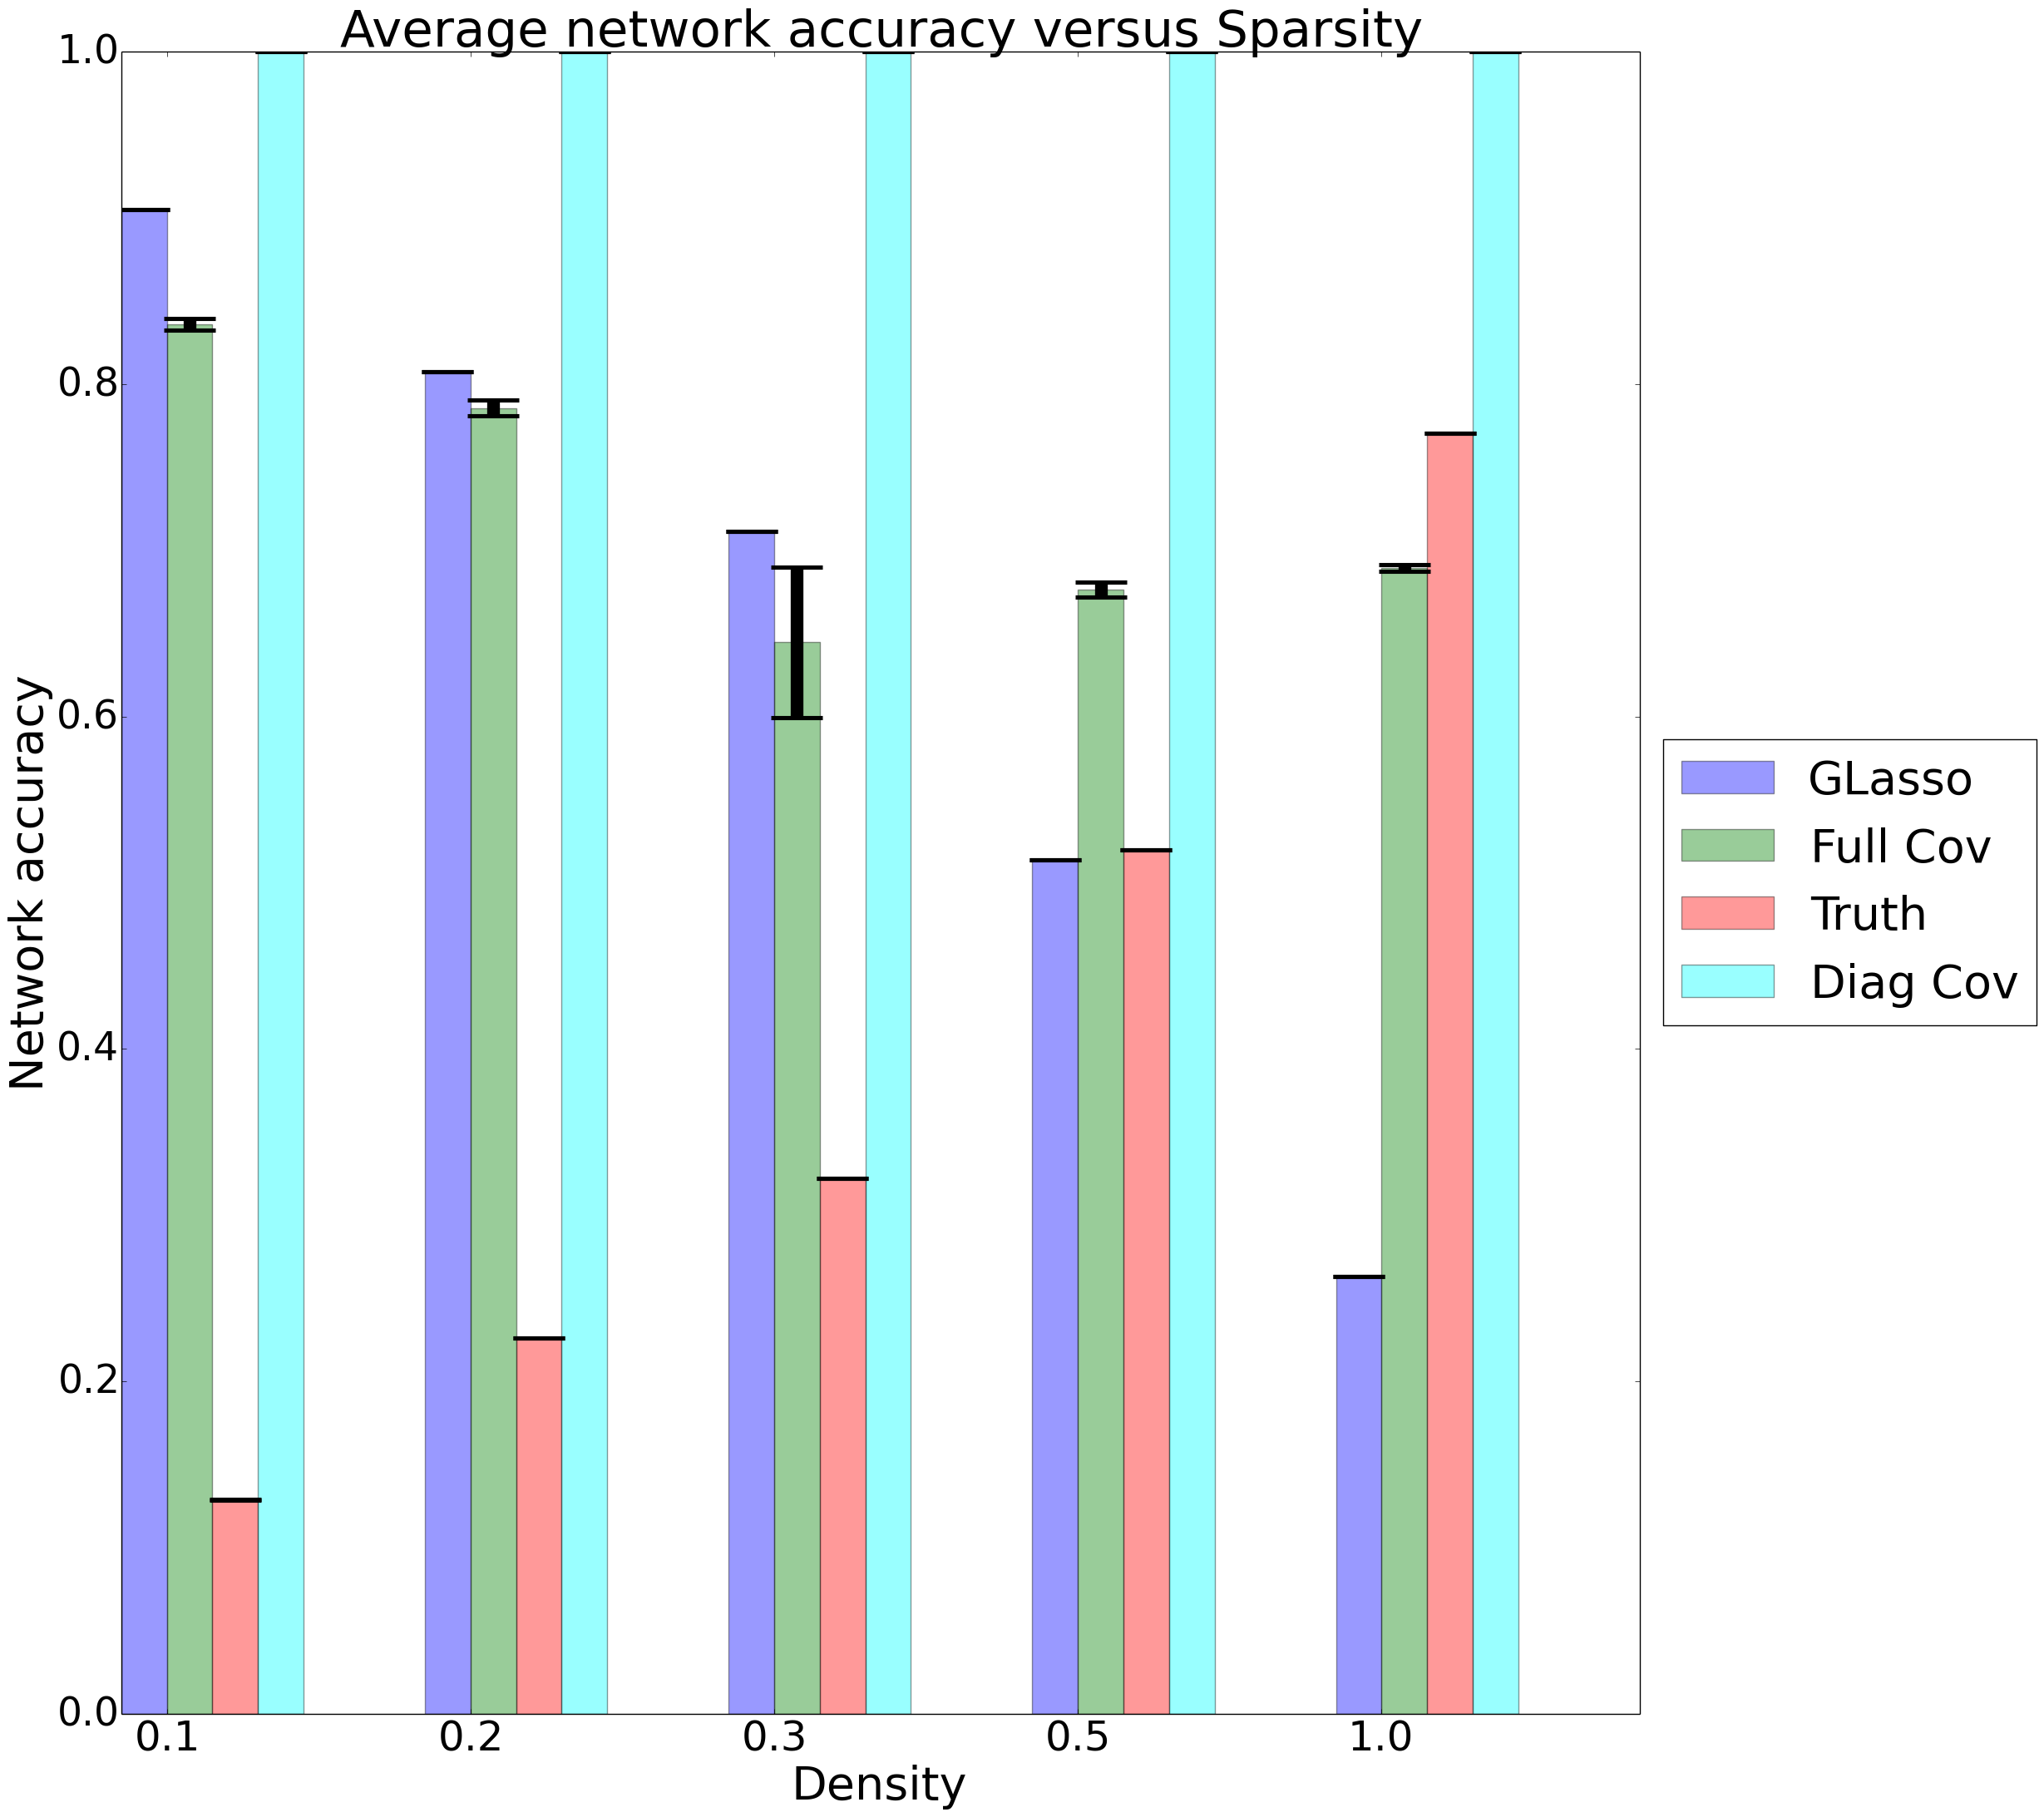 Average network accuracy versus Sparsity
1.0
0.8
0.6
0.4
0.2
0.0
Network accuracy
0.1 0.2 0.3 0.5 1.0
Density
GLasso
Full Cov
Truth
Diag Cov